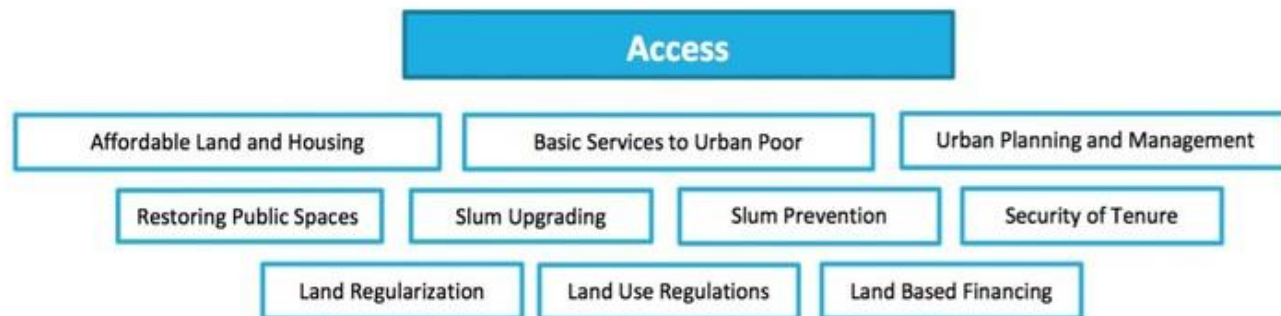 Access
Affordable Land and Housing
Basic Services to Urban Poor
Urban Planning and Management
Restoring Public Spaces
Slum Upgrading
Slum Prevention
Security of Tenure
Land Regularization
Land Use Regulations
Land Based Financing